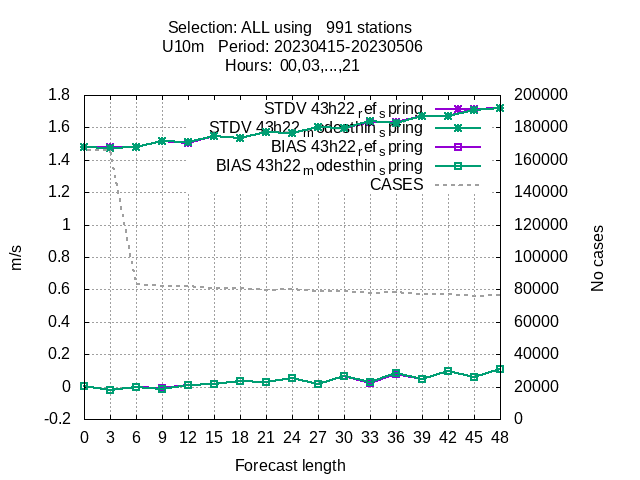 Selection: ALL using   991 stations
U10m   Period: 20230415-20230506
Hours:  00,03,...,21
1.8
1.6
1.4
1.2
1
0.8
0.6
0.4
0.2
0
-0.2
m/s
STDV 43h22_ref_spring
STDV 43h22_modesthin_spring
BIAS 43h22_ref_spring
BIAS 43h22_modesthin_spring
CASES
200000
180000
160000
140000
120000
100000
80000
60000
40000
20000
0
No cases
0 3 6 9 12 15 18 21 24 27 30 33 36 39 42 45 48
Forecast length